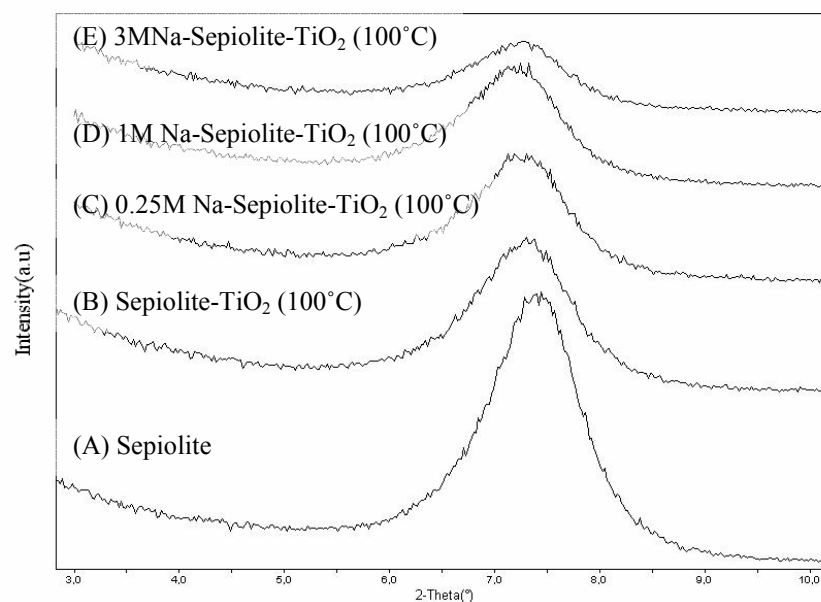 (E) 3MNa-Sepiolite-TiO₂ (100˚C)
(D) 1M Na-Sepiolite-TiO₂ (100˚C)
(C) 0.25M Na-Sepiolite-TiO₂ (100˚C)
(B) Sepiolite-TiO₂ (100˚C)
(A) Sepiolite
Intensity(a.u)
3,0 4,0 5,0 6,0 7,0 8,0 9,0 10,0
2-Theta(°)